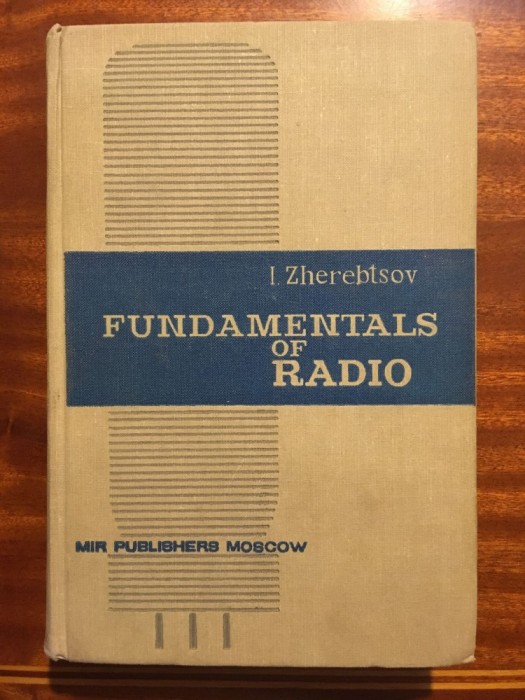 I. Zherebtsov
FUNDAMENTALS
OF
RADIO
MIR PUBLISHERS MOSCOW